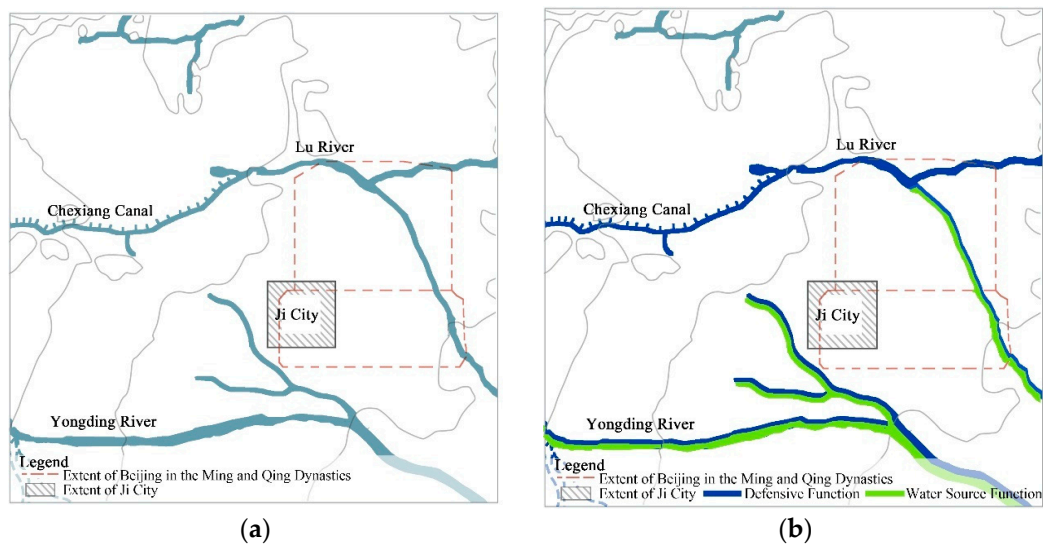 Lu River
Chexiang Canal
Ji City
Yongding River
Legend
Extent of Beijing in the Ming and Qing Dynastics
Extent of Ji City
(a)
Lu River
Chexiang Canal
Ji City
Yongding River
Legend
Extent of Beijing in the Ming and Qing Dynastics
Extent of Ji City Defensive Function Water Source Function
(b)